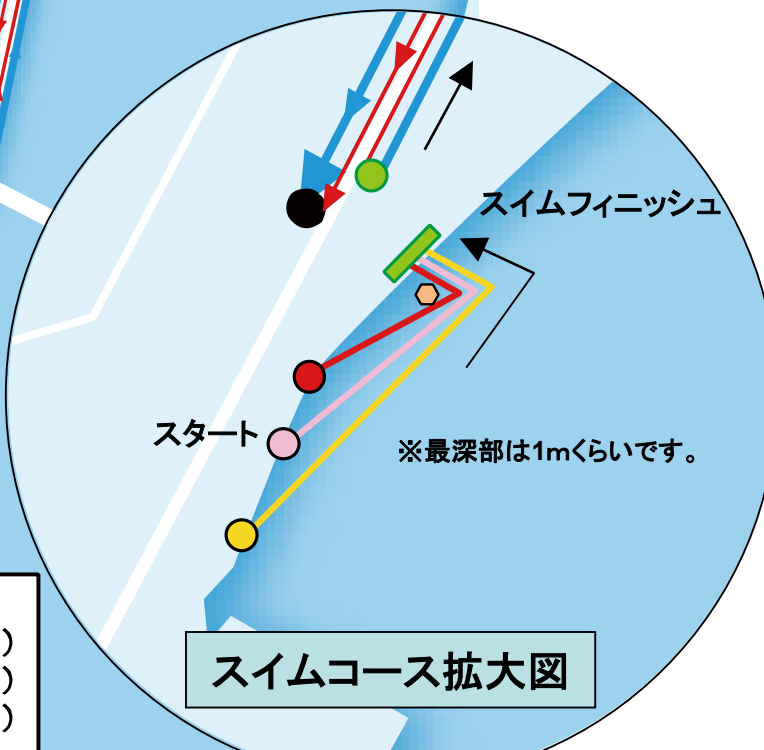 スイムフィニッシュ
スタート
※最深部は1mくらいです。
)
)
)
スイムコース拡大図